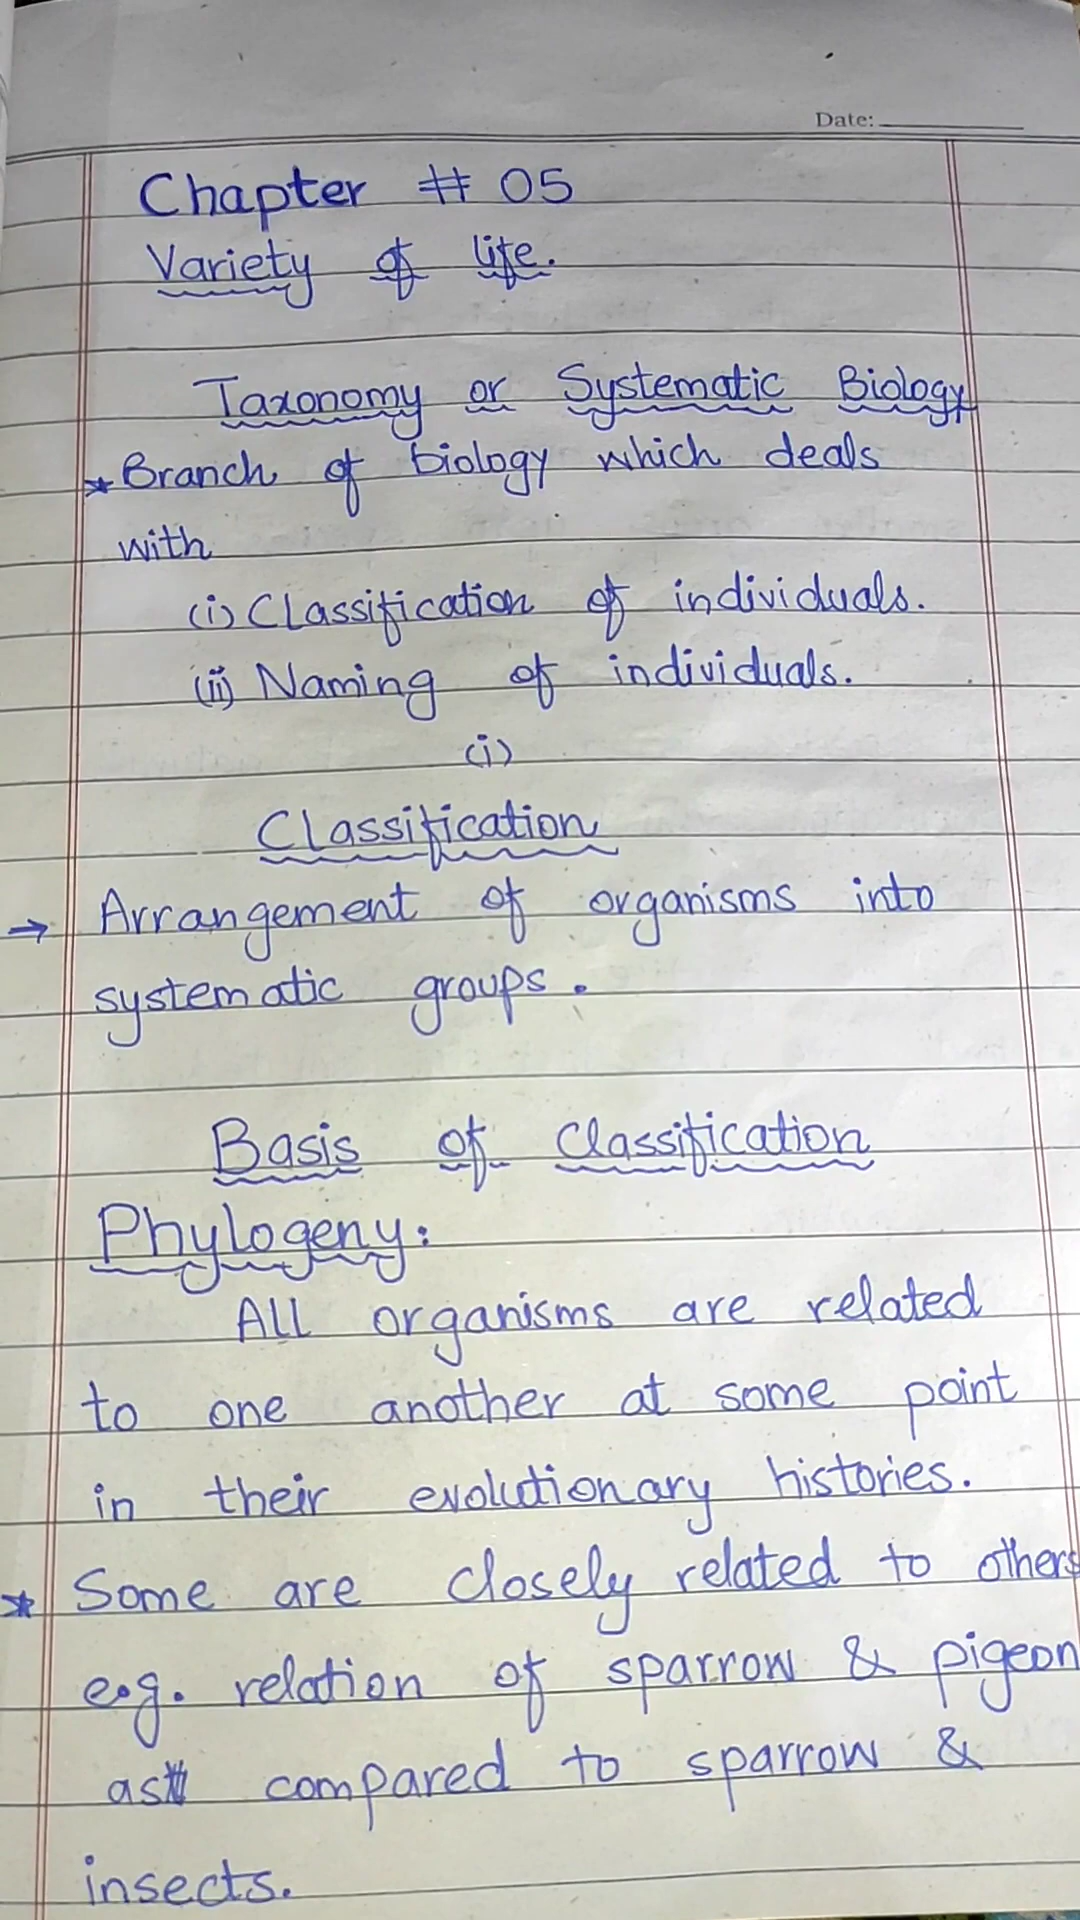 Date:
Chapter # 05
Variety of life.
Taxonomy or Systematic Biology
* Branch of biology which deals
with
(i) Classification of individuals.
(ii) Naming of individuals.
(i)
Classification
→ Arrangement of organisms into
systematic groups.
Basis of Classification
Phylogeny:
All organisms are related
to one another at some point
in their evolutionary histories.
* Some are closely related to others
e.g. relation of sparrow & pigeon
as compared to sparrow &
insects.